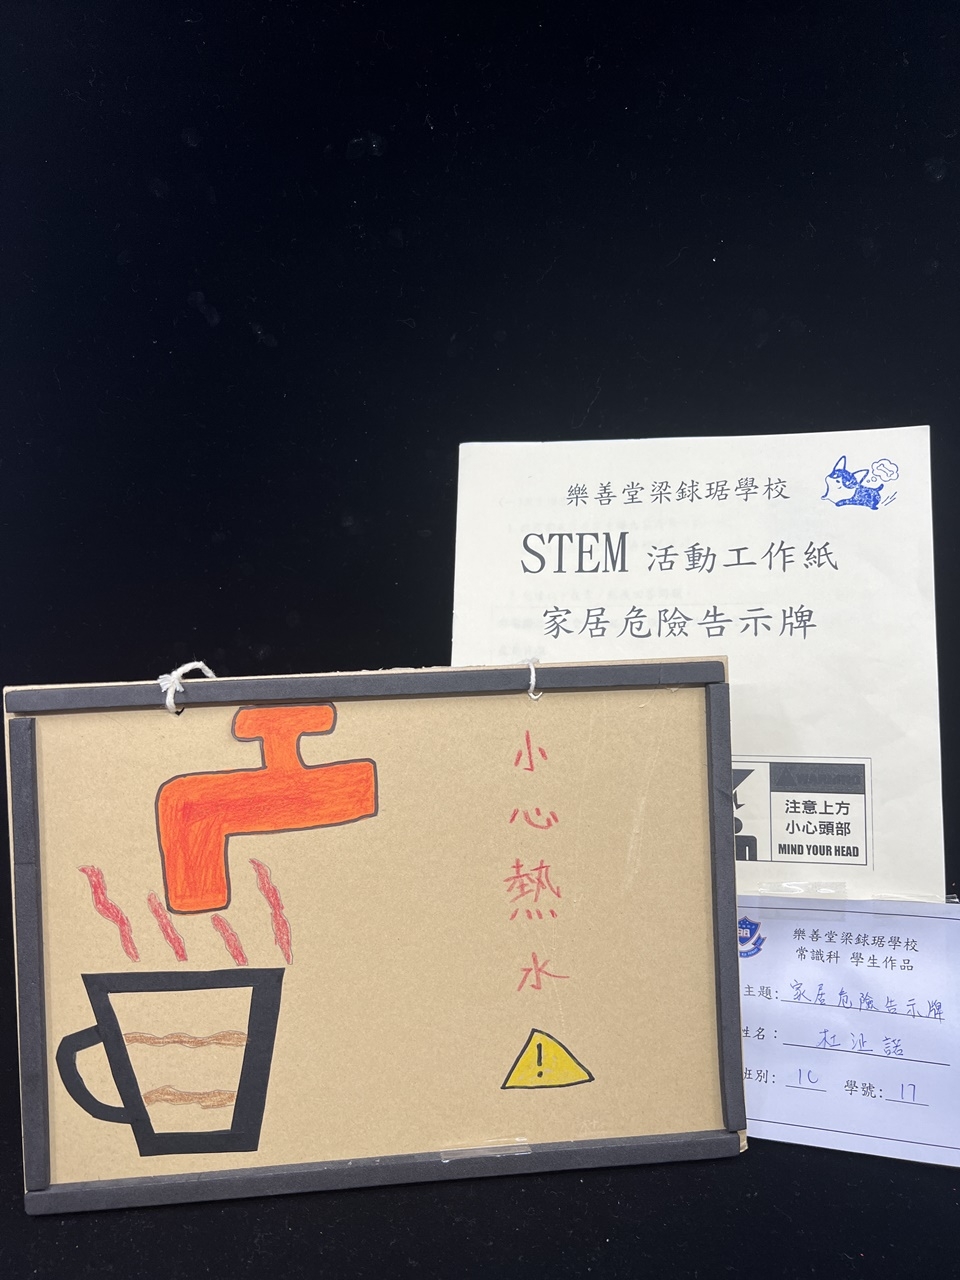 樂善堂梁銶琚學校
STEM 活動工作紙
家居危險告示牌
小
心
熱
水
!
WARNING
注意上方
小心頭部
MIND YOUR HEAD
樂善堂梁銶琚學校
常識科 學生作品
主題: 家居危險告示牌
姓名: 杜沚諾
班別: 1C 學號: 17